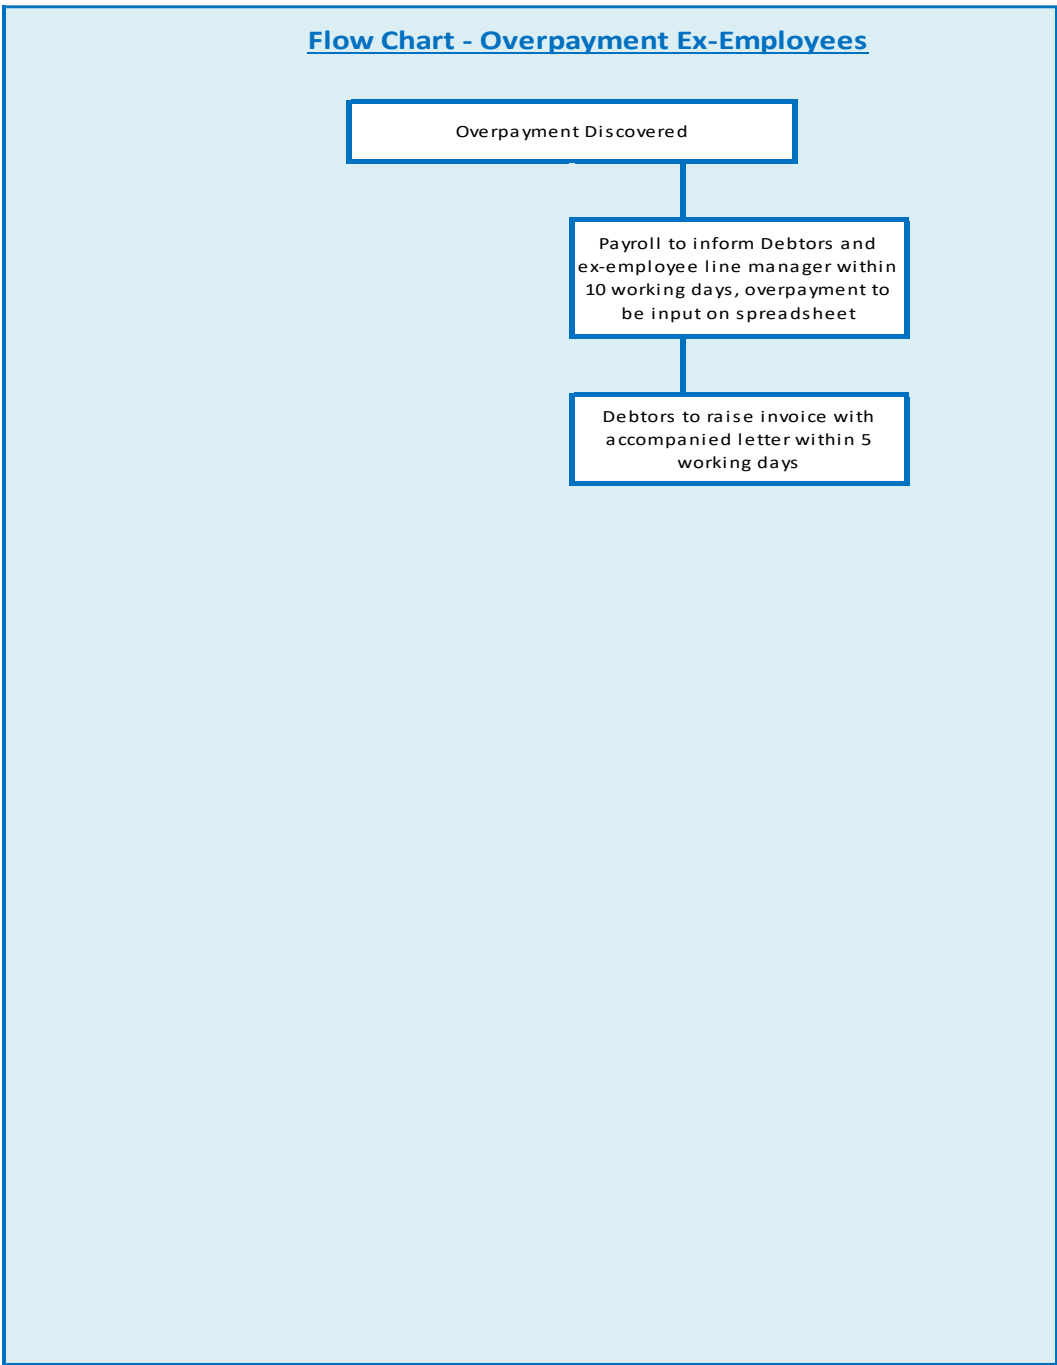 Flow Chart - Overpayment Ex-Employees
Overpayment Discovered
Payroll to inform Debtors and
ex-employee line manager within
10 working days, overpayment to
be input on spreadsheet
Debtors to raise invoice with
accompanied letter within 5
working days